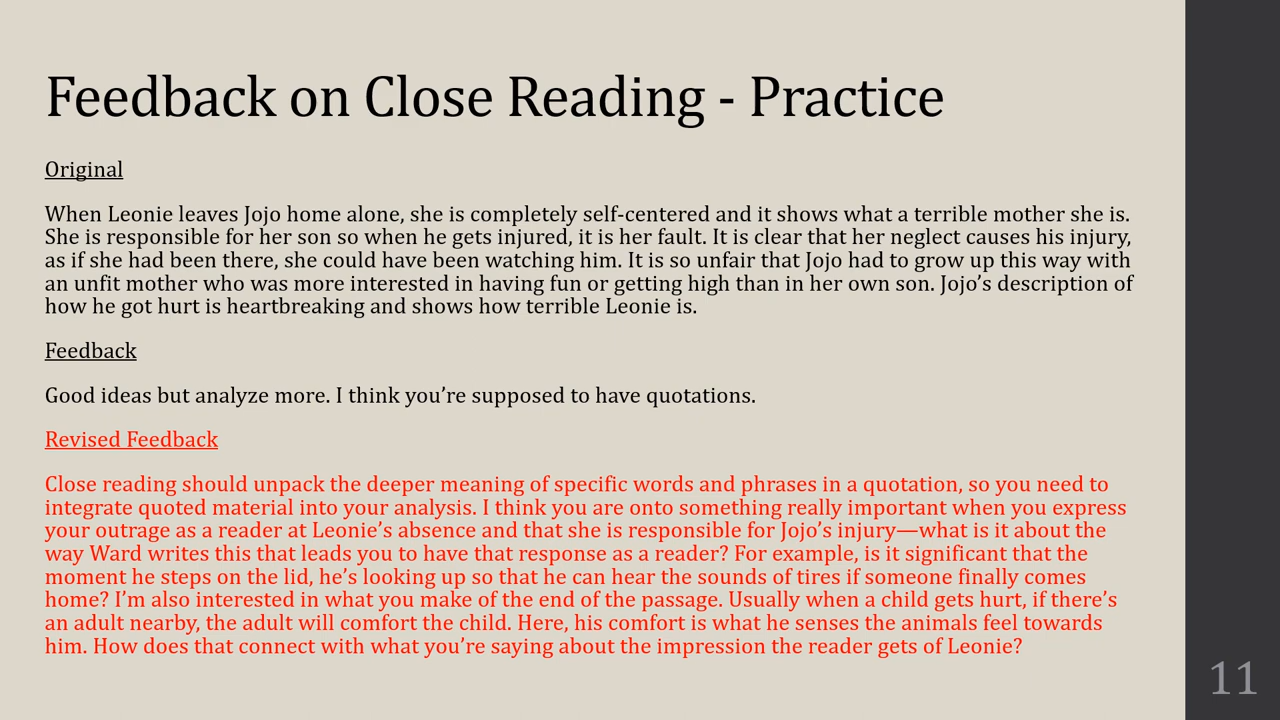 Feedback on Close Reading - Practice
Original
When Leonie leaves Jojo home alone, she is completely self-centered and it shows what a terrible mother she is.
She is responsible for her son so when he gets injured, it is her fault. It is clear that her neglect causes his injury,
as if she had been there, she could have been watching him. It is so unfair that Jojo had to grow up this way with
an unfit mother who was more interested in having fun or getting high than in her own son. Jojo’s description of
how he got hurt is heartbreaking and shows how terrible Leonie is.
Feedback
Good ideas but analyze more. I think you’re supposed to have quotations.
Revised Feedback
Close reading should unpack the deeper meaning of specific words and phrases in a quotation, so you need to
integrate quoted material into your analysis. I think you are onto something really important when you express
your outrage as a reader at Leonie’s absence and that she is responsible for Jojo’s injury—what is it about the
way Ward writes this that leads you to have that response as a reader? For example, is it significant that the
moment he steps on the lid, he’s looking up so that he can hear the sounds of tires if someone finally comes
home? I’m also interested in what you make of the end of the passage. Usually when a child gets hurt, if there’s
an adult nearby, the adult will comfort the child. Here, his comfort is what he senses the animals feel towards
him. How does that connect with what you’re saying about the impression the reader gets of Leonie?
11